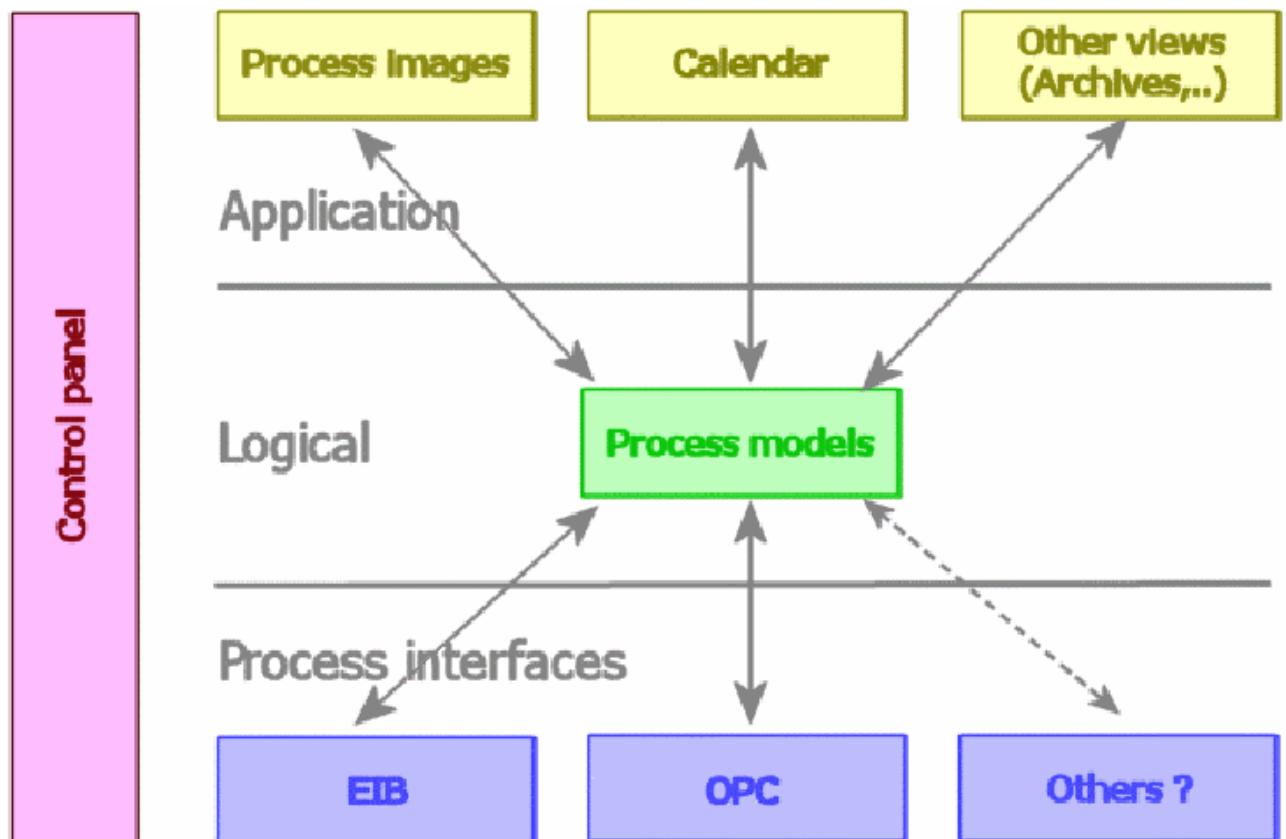 Control panel
Process images
Calendar
Other views
(Archives,..)
Application
Logical
Process models
Process interfaces
EIB
OPC
Others ?